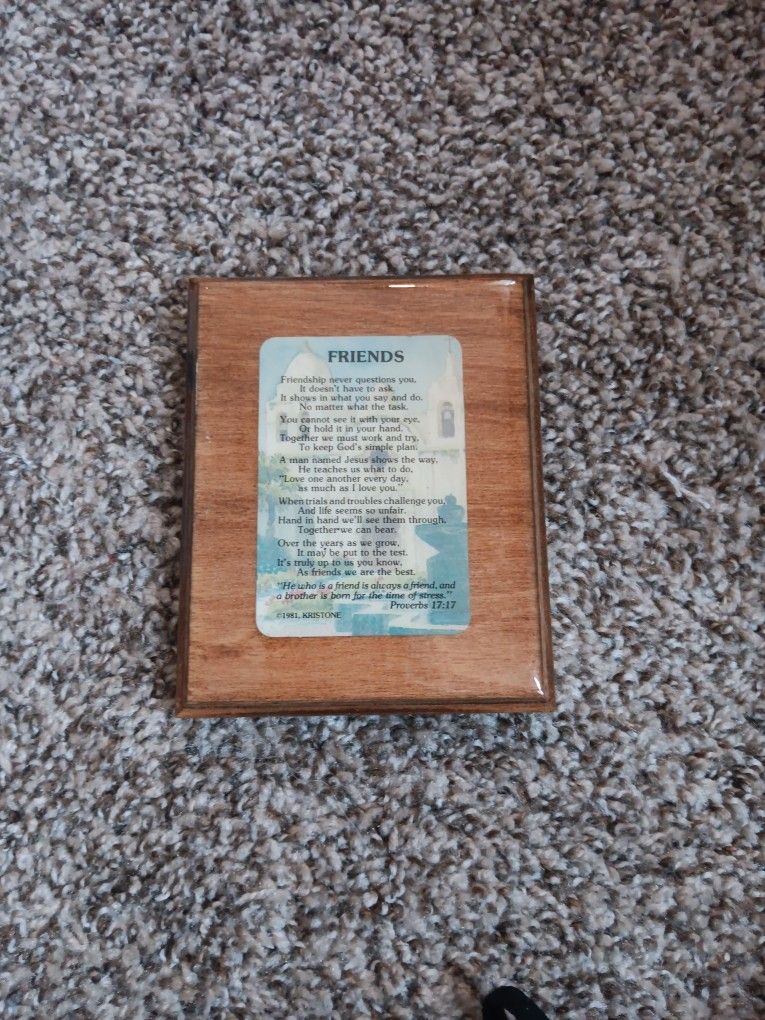 FRIENDS
Friendship never questions you,
It doesn't have to ask.
It shows in what you say and do.
No matter what the task.
You cannot see it with your eye,
Or hold it in your hand.
Together we must work and try,
To keep God's simple plan.
A man named Jesus shows the way,
He teaches us what to do,
"Love one another every day,
as much as I love you."
When trials and troubles challenge you,
And life seems so unfair.
Hand in hand we'll see them through,
Together we can bear.
Over the years as we grow,
It may be put to the test.
It's truly up to us you know,
As friends we are the best.
"He who is a friend is always a friend, and
a brother is born for the time of stress."
Proverbs 17:17
©1981, KRISTONE